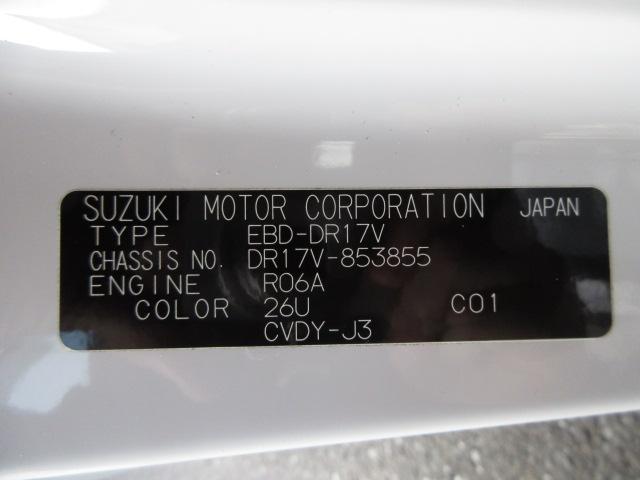 SUZUKI MOTOR CORPORATION JAPAN
TYPE EBD-DR17V
CHASSIS NO. DR17V-853855
ENGINE R06A
COLOR 26U C01
CVDY-J3